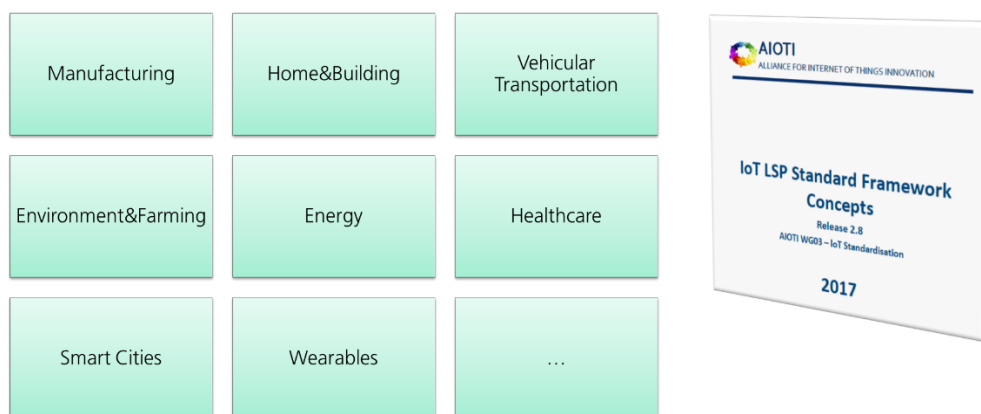 Manufacturing
Home&Building
Vehicular
Transportation
Environment&Farming
Energy
Healthcare
Smart Cities
Wearables
...
AIOTI
ALLIANCE FOR INTERNET OF THINGS INNOVATION
IoT LSP Standard Framework
Concepts
Release 2.8
AIOTI WG03 – IoT Standardisation
2017